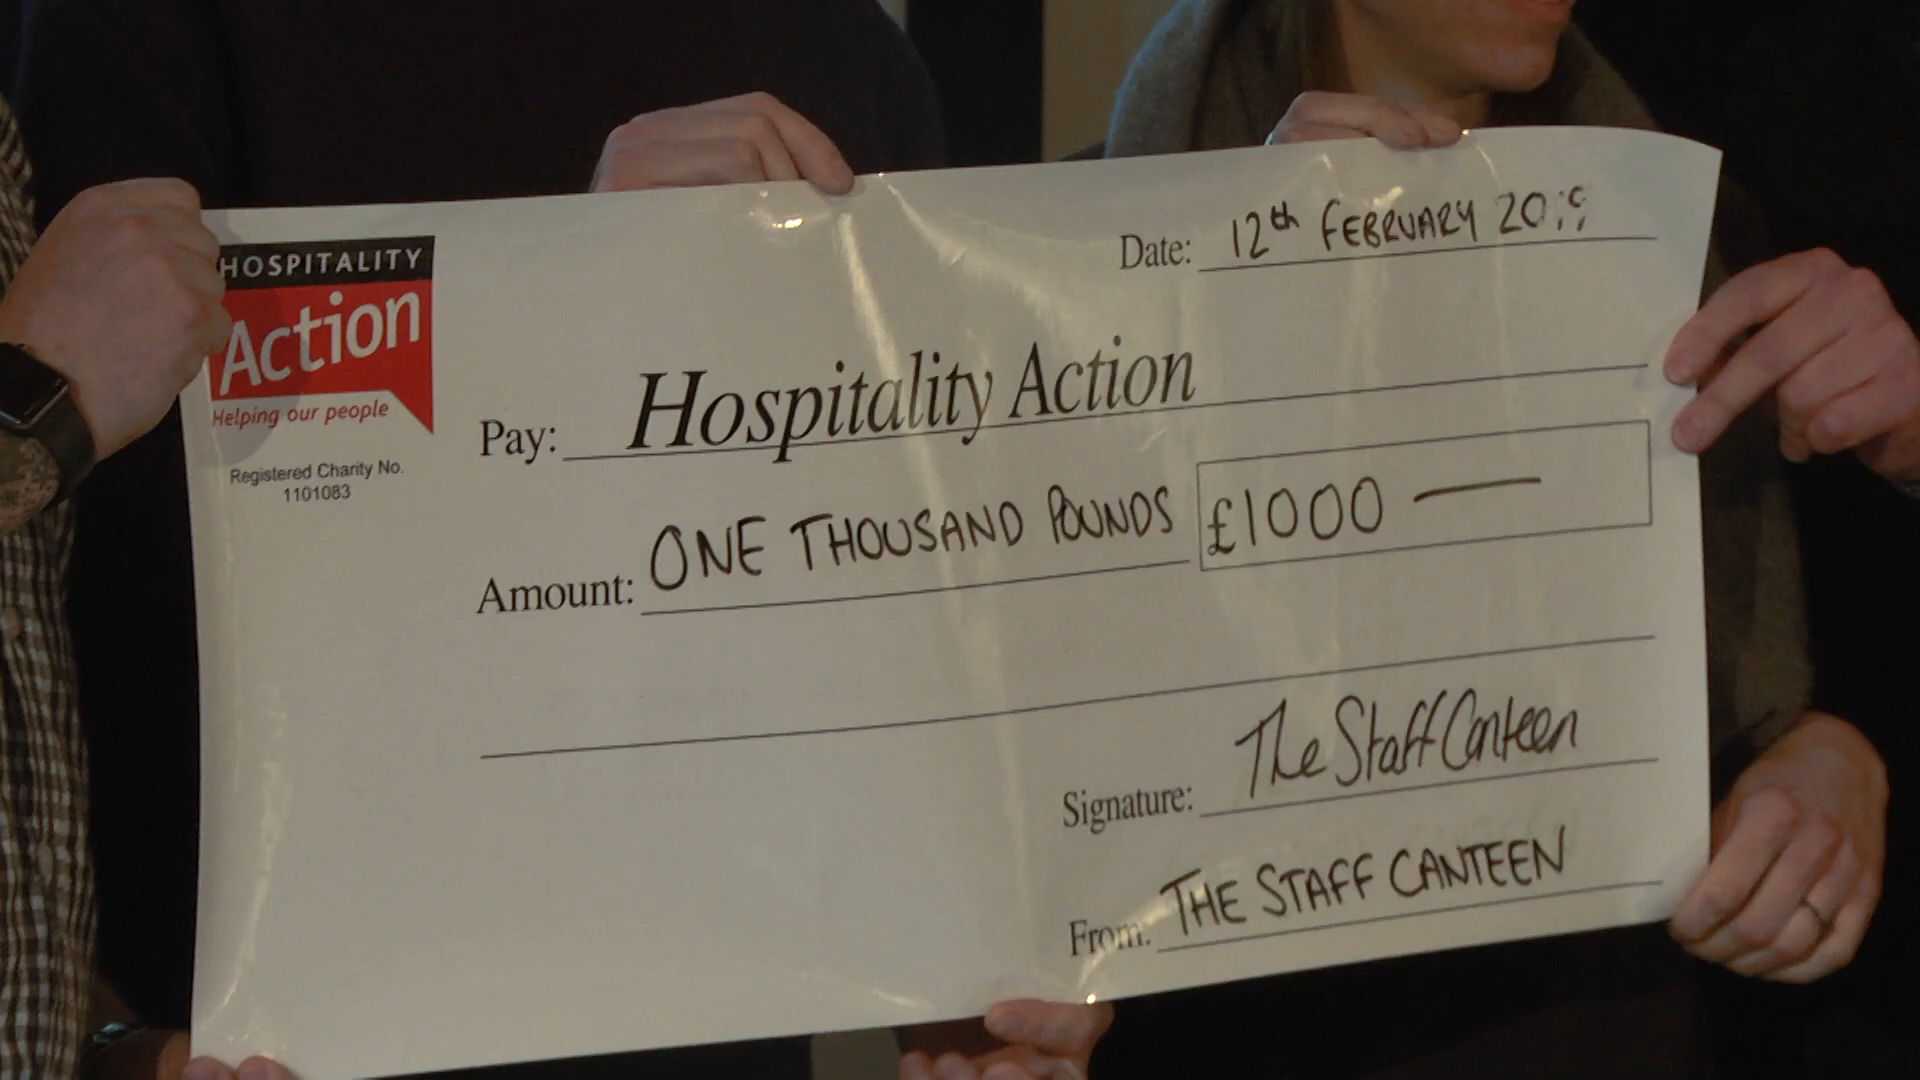 HOSPITALITY
Action
Helping our people
Registered Charity No.
1101083
Date: 12th FEBRUARY 2019
Pay: Hospitality Action
Amount: ONE THOUSAND POUNDS £1000 —
Signature: The Staff Canteen
From: THE STAFF CANTEEN